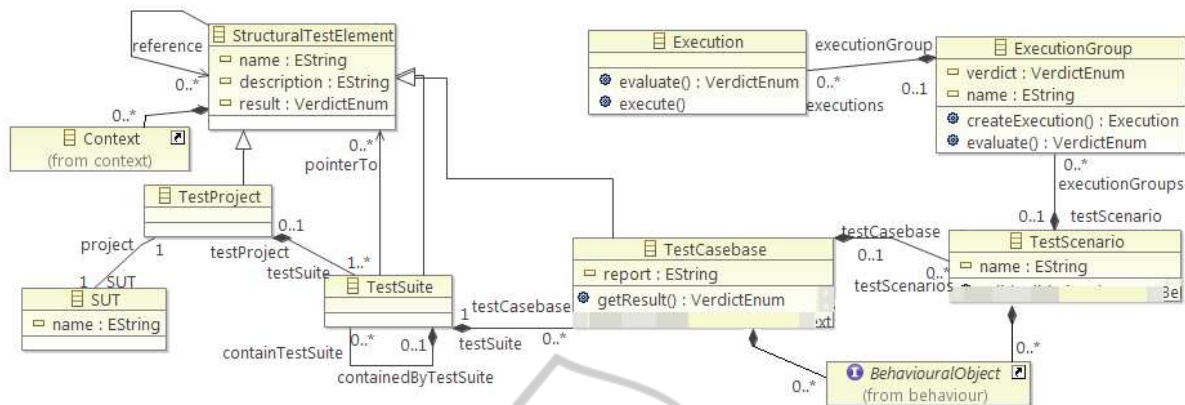 StructuralTestElement
name : EString
description : EString
result : VerdictEnum
reference
0..*
0..*
Context
(from context)
0..*
pointerTo
TestProject
project
1
1
SUT
SUT
name : EString
0..1
testProject
testSuite
1..*
TestSuite
0..*
0..1
containTestSuite
containedByTestSuite
testCasebase
1
testSuite
0..*
Execution
evaluate() : VerdictEnum
execute()
executionGroup
0..*
0..1
executions
ExecutionGroup
verdict : VerdictEnum
name : EString
createExecution() : Execution
evaluate() : VerdictEnum
0..*
executionGroups
0..1
testScenario
TestCasebase
report : EString
getResult() : VerdictEnum
testCasebase
0..1
0..*
testScenarios
TestScenario
name : EString
0..*
0..*
BehaviouralObject
(from behaviour)